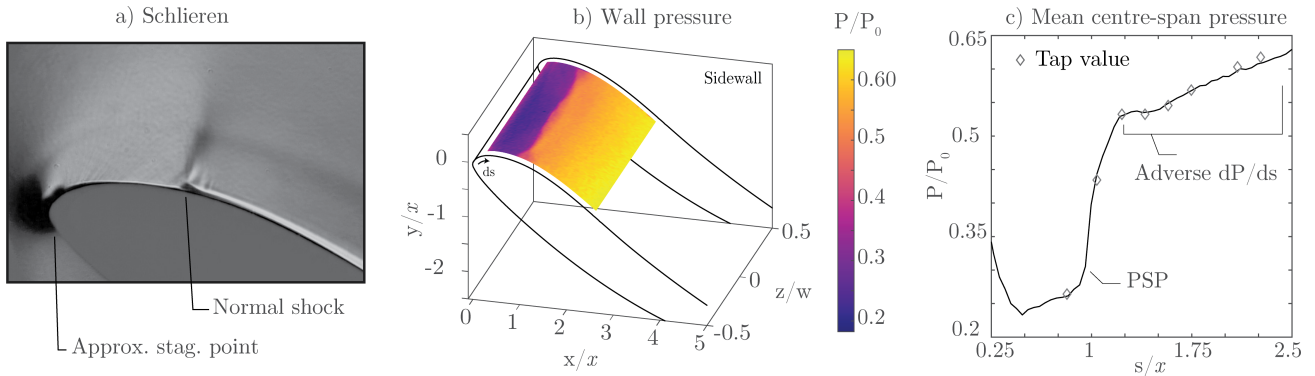 a) Schlieren
Normal shock
Approx. stag. point
b) Wall pressure
P/P₀
Sidewall
ds
0
-1
-2
y/x
0
1
2
3
4
5
x/x
-0.5
0
0.5
z/w
0.60
0.5
0.4
0.3
0.2
c) Mean centre-span pressure
Tap value
Adverse dP/ds
PSP
0.65
0.5
0.35
0.2
P/P₀
0.25
1
1.75
2.5
s/x